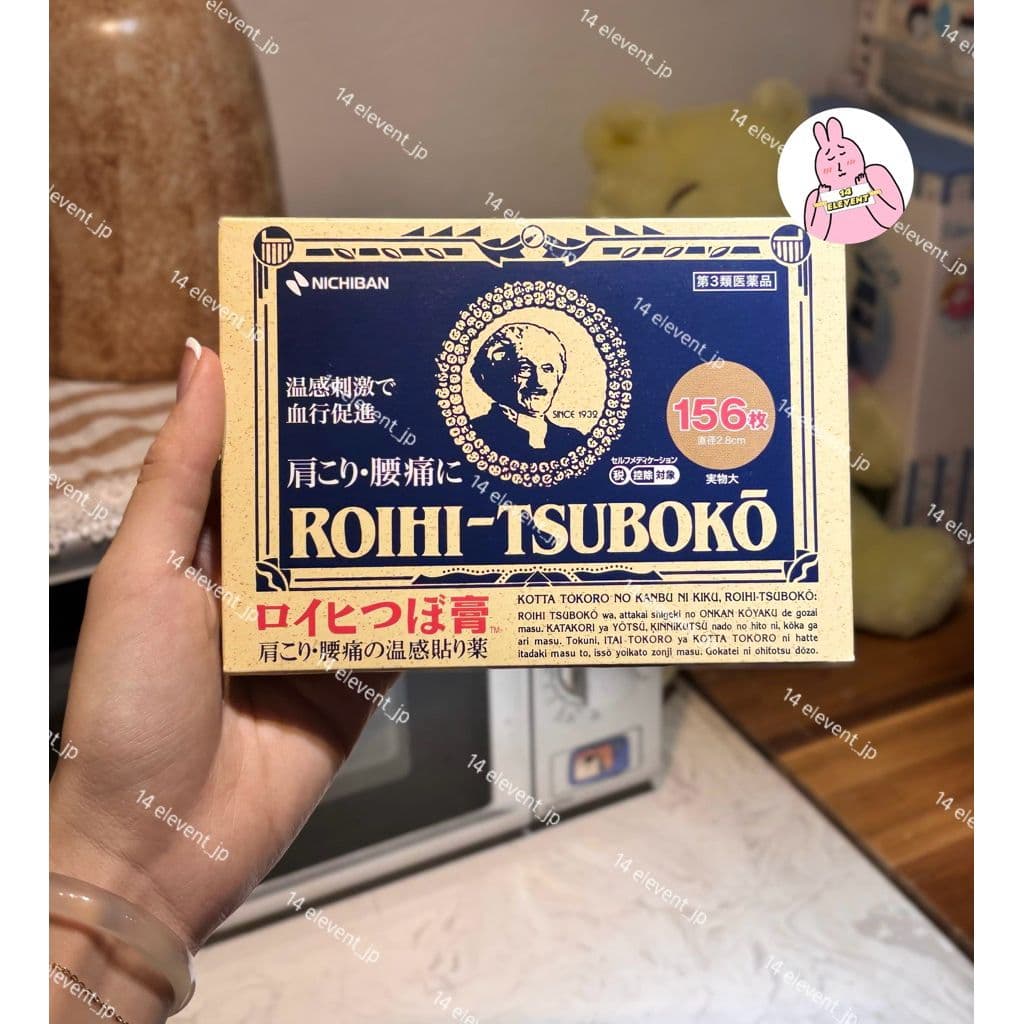 14 ELEVENT
NICHIBAN
第3類医薬品
温感刺激で
血行促進
SINCE 1932
156枚
直径2.8cm
実物大
セルフメディケーション
税 控除 対象
肩こり・腰痛に
ROIHI-TSUBOKŌ
ロイヒつぼ膏™
肩こり・腰痛の温感貼り薬
KOTTA TOKORO NO KANBU NI KIKU, ROIHI-TSUBOKŌ:
ROIHI TSUBOKŌ wa, attakai shigeki no ONKAN KŌYAKU de gozai
masu. KATAKORI ya YŌTSŪ, KINNIKUTSŪ nado no hito ni, kōka ga
ari masu. Tokuni, ITAI TOKORO ya KOTTA TOKORO ni hatte
itadaki masu to, issō yoikato zonji masu. Gokatei ni ohitotsu dōzo.
14 elevent_jp